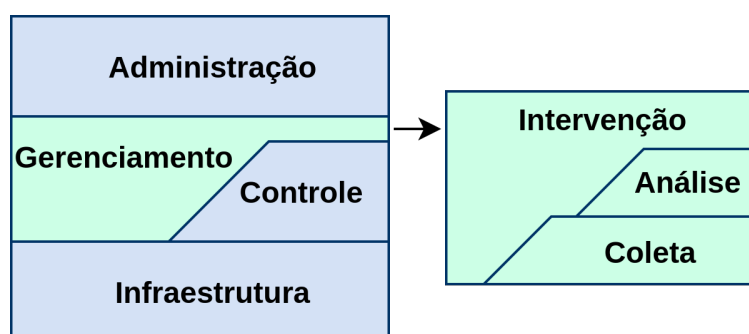 Administração
Gerenciamento
Controle
Infraestrutura
Intervenção
Análise
Coleta